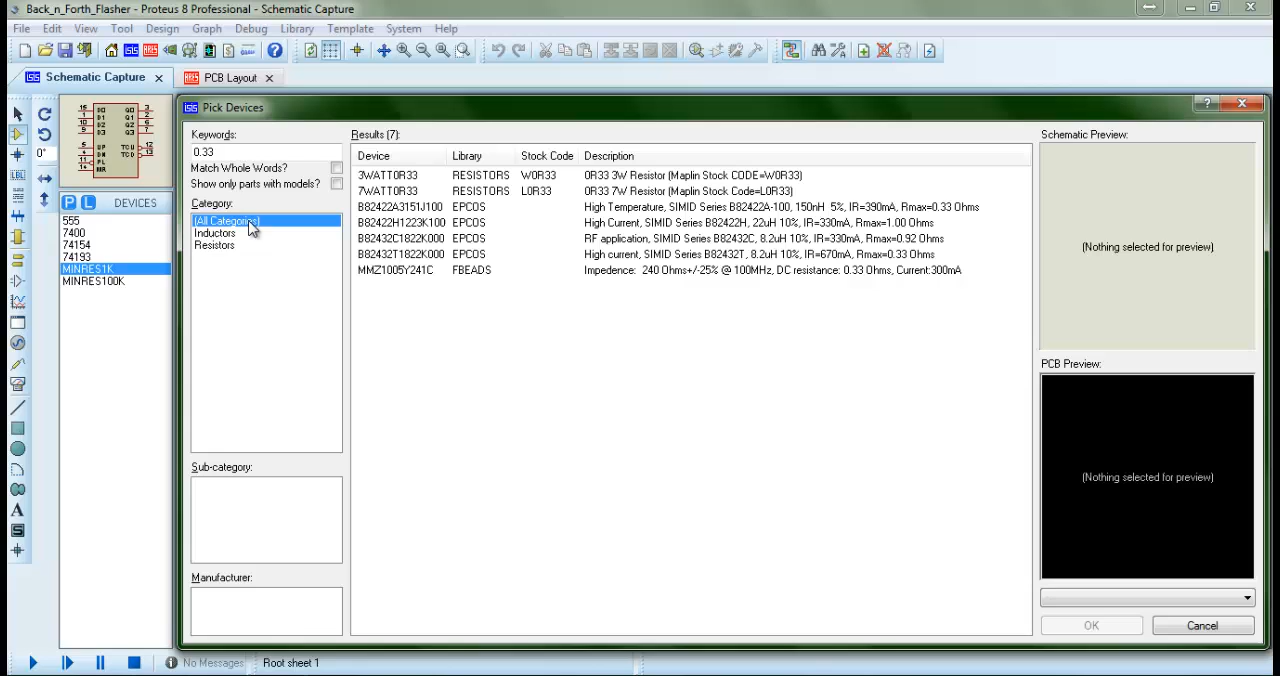 Back_n_Forth_Flasher - Proteus 8 Professional - Schematic Capture
File Edit View Tool Design Graph Debug Library Template System Help
Schematic Capture PCB Layout
Pick Devices
0°
P L DEVICES
555
7400
74154
74193
MINRES1K
MINRES100K
Keywords:
0.33
Match Whole Words?
Show only parts with models?
Category:
(All Categories)
Inductors
Resistors
Sub-category:
Manufacturer:
Results (7):
Device Library Stock Code Description
3WATT0R33 RESISTORS W0R33 0R33 3W Resistor (Maplin Stock CODE=W0R33)
7WATT0R33 RESISTORS L0R33 0R33 7W Resistor (Maplin Stock Code=L0R33)
B82422A3151J100 EPCOS High Temperature, SIMID Series B82422A-100, 150nH 5%, IR=390mA, Rmax=0.33 Ohms
B82422H1223K100 EPCOS High Current, SIMID Series B82422H, 22uH 10%, IR=330mA, Rmax=1.00 Ohms
B82432C1822K000 EPCOS RF application, SIMID Series B82432C, 8.2uH 10%, IR=330mA, Rmax=0.92 Ohms
B82432T1822K000 EPCOS High current, SIMID Series B82432T, 8.2uH 10%, IR=670mA, Rmax=0.33 Ohms
MMZ1005Y241C FBEADS Impedence: 240 Ohms+/-25% @ 100MHz, DC resistance: 0.33 Ohms, Current:300mA
Schematic Preview:
(Nothing selected for preview)
PCB Preview:
(Nothing selected for preview)
OK Cancel
No Messages Root sheet 1